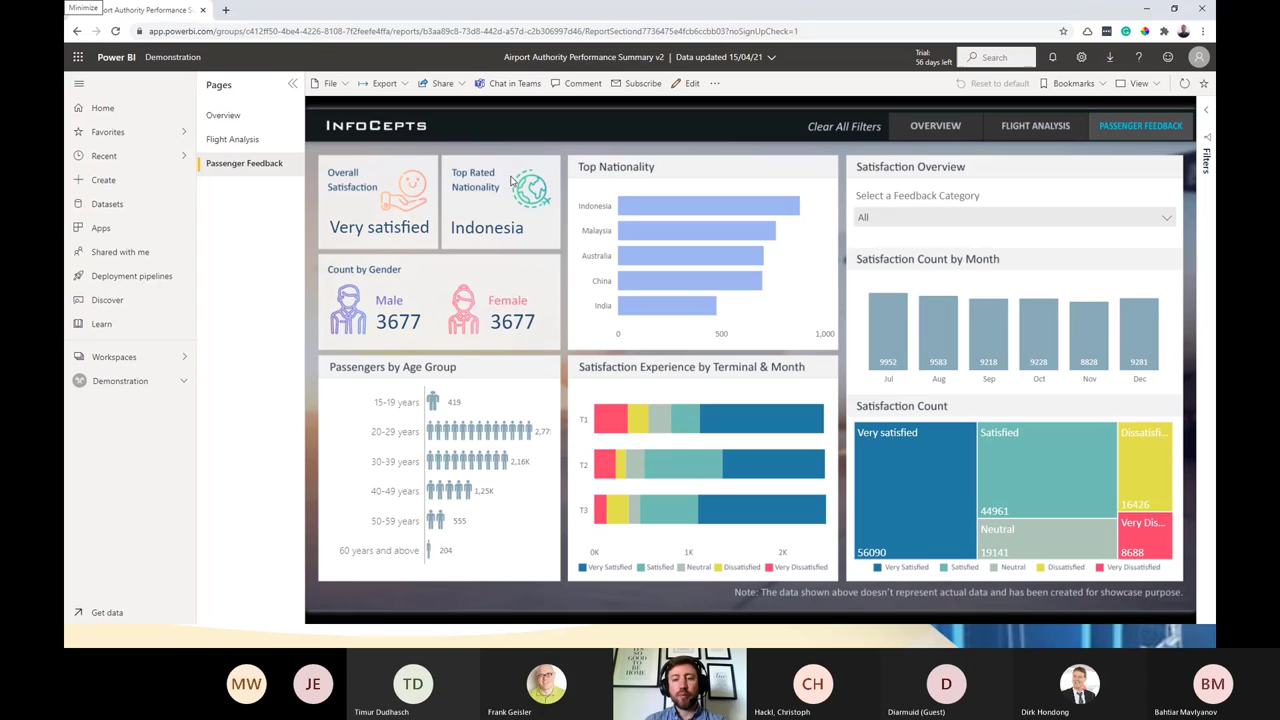 Minimize
ort Authority Performance Su
app.powerbi.com/groups/c412ff50-4be4-4226-8108-7f2feefe4ffa/reports/b3aa89c8-73d8-442d-a57d-c2b306997d46/ReportSectiond7736475e4fcb6ccbb03?noSignUpCheck=1
Power BI
Demonstration
Airport Authority Performance Summary v2 | Data updated 15/04/21
Trial:
56 days left
Search
Home
Favorites
Recent
Create
Datasets
Apps
Shared with me
Deployment pipelines
Discover
Learn
Workspaces
Demonstration
Get data
Pages
Overview
Flight Analysis
Passenger Feedback
File
Export
Share
Chat in Teams
Comment
Subscribe
Edit
Reset to default
Bookmarks
View
INFOCEPTS
Clear All Filters
OVERVIEW
FLIGHT ANALYSIS
PASSENGER FEEDBACK
Filters
Overall
Satisfaction
Very satisfied
Top Rated
Nationality
Indonesia
Count by Gender
Male
3677
Female
3677
Top Nationality
Indonesia
Malaysia
Australia
China
India
0 500 1,000
Satisfaction Overview
Select a Feedback Category
All
Satisfaction Count by Month
9952 9583 9218 9228 8828 9281
Jul Aug Sep Oct Nov Dec
Passengers by Age Group
15-19 years 419
20-29 years 2,77
30-39 years 2,16K
40-49 years 1,25K
50-59 years 555
60 years and above 204
Satisfaction Experience by Terminal & Month
T1
T2
T3
0K 1K 2K
Very Satisfied Satisfied Neutral Dissatisfied Very Dissatisfied
Satisfaction Count
Very satisfied
56090
Satisfied
44961
Neutral
19141
Dissatisfi...
16426
Very Dis...
8688
Very Satisfied Satisfied Neutral Dissatisfied Very Dissatisfied
Note: The data shown above doesn't represent actual data and has been created for showcase purpose.
MW
JE
TD
Timur Dudhasch
Frank Geisler
CH
Hackl, Christoph
D
Diarmuid (Guest)
Dirk Hondong
BM
Bahtiar Mavlyanov